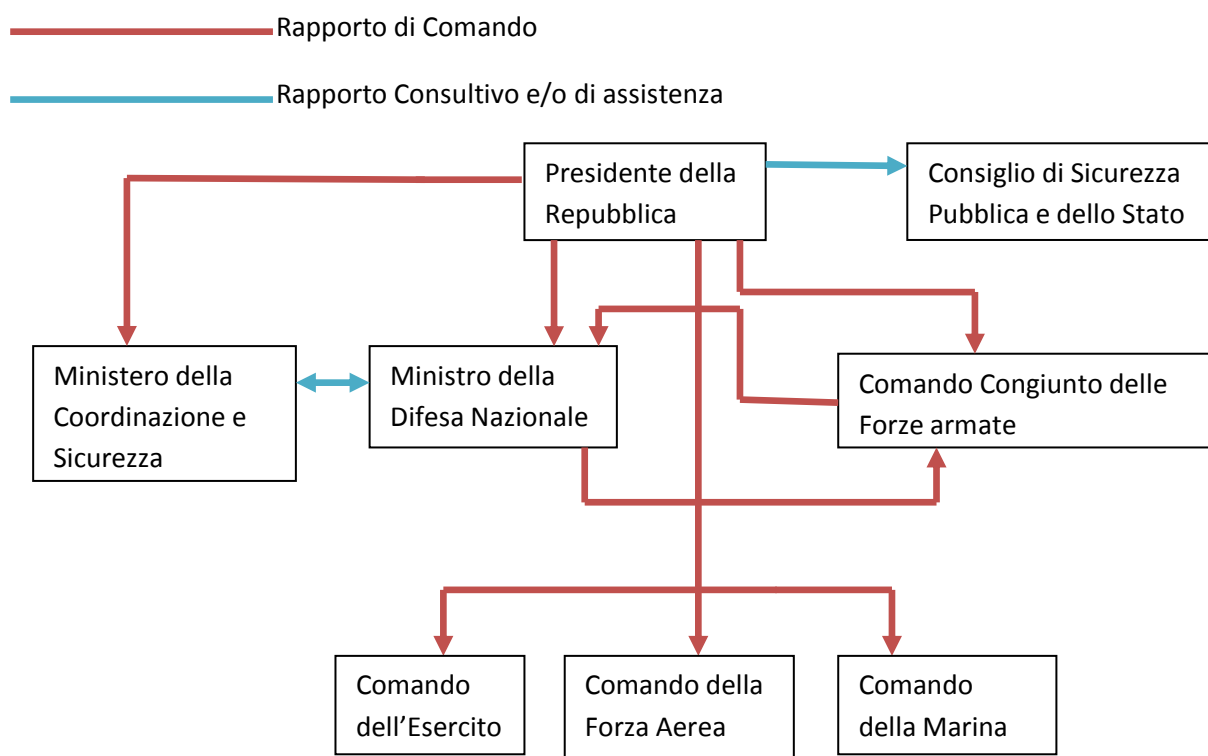 Rapporto di Comando
Rapporto Consultivo e/o di assistenza
Presidente della
Repubblica
Consiglio di Sicurezza
Pubblica e dello Stato
Ministero della
Coordinazione e
Sicurezza
Ministro della
Difesa Nazionale
Comando Congiunto delle
Forze armate
Comando
dell’Esercito
Comando della
Forza Aerea
Comando
della Marina